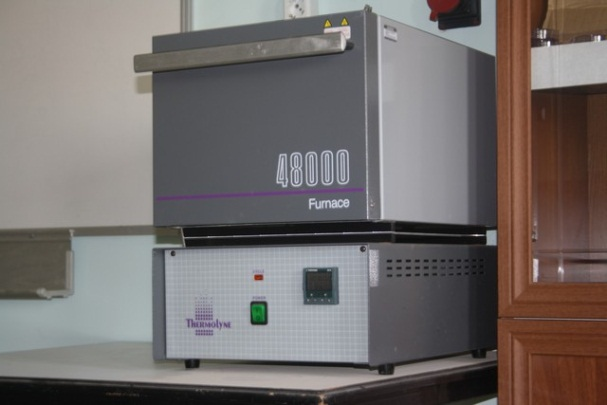 48000
Furnace
THERMOLYNE